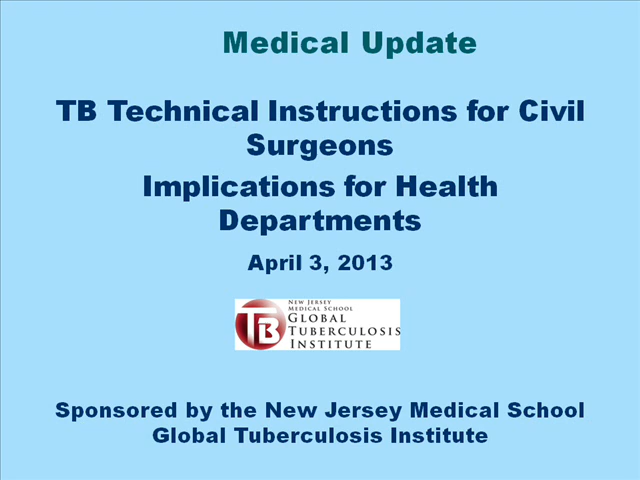 Medical Update
TB Technical Instructions for Civil
Surgeons
Implications for Health
Departments
April 3, 2013
TB
NEW JERSEY
MEDICAL SCHOOL
GLOBAL
TUBERCULOSIS
INSTITUTE
Sponsored by the New Jersey Medical School
Global Tuberculosis Institute